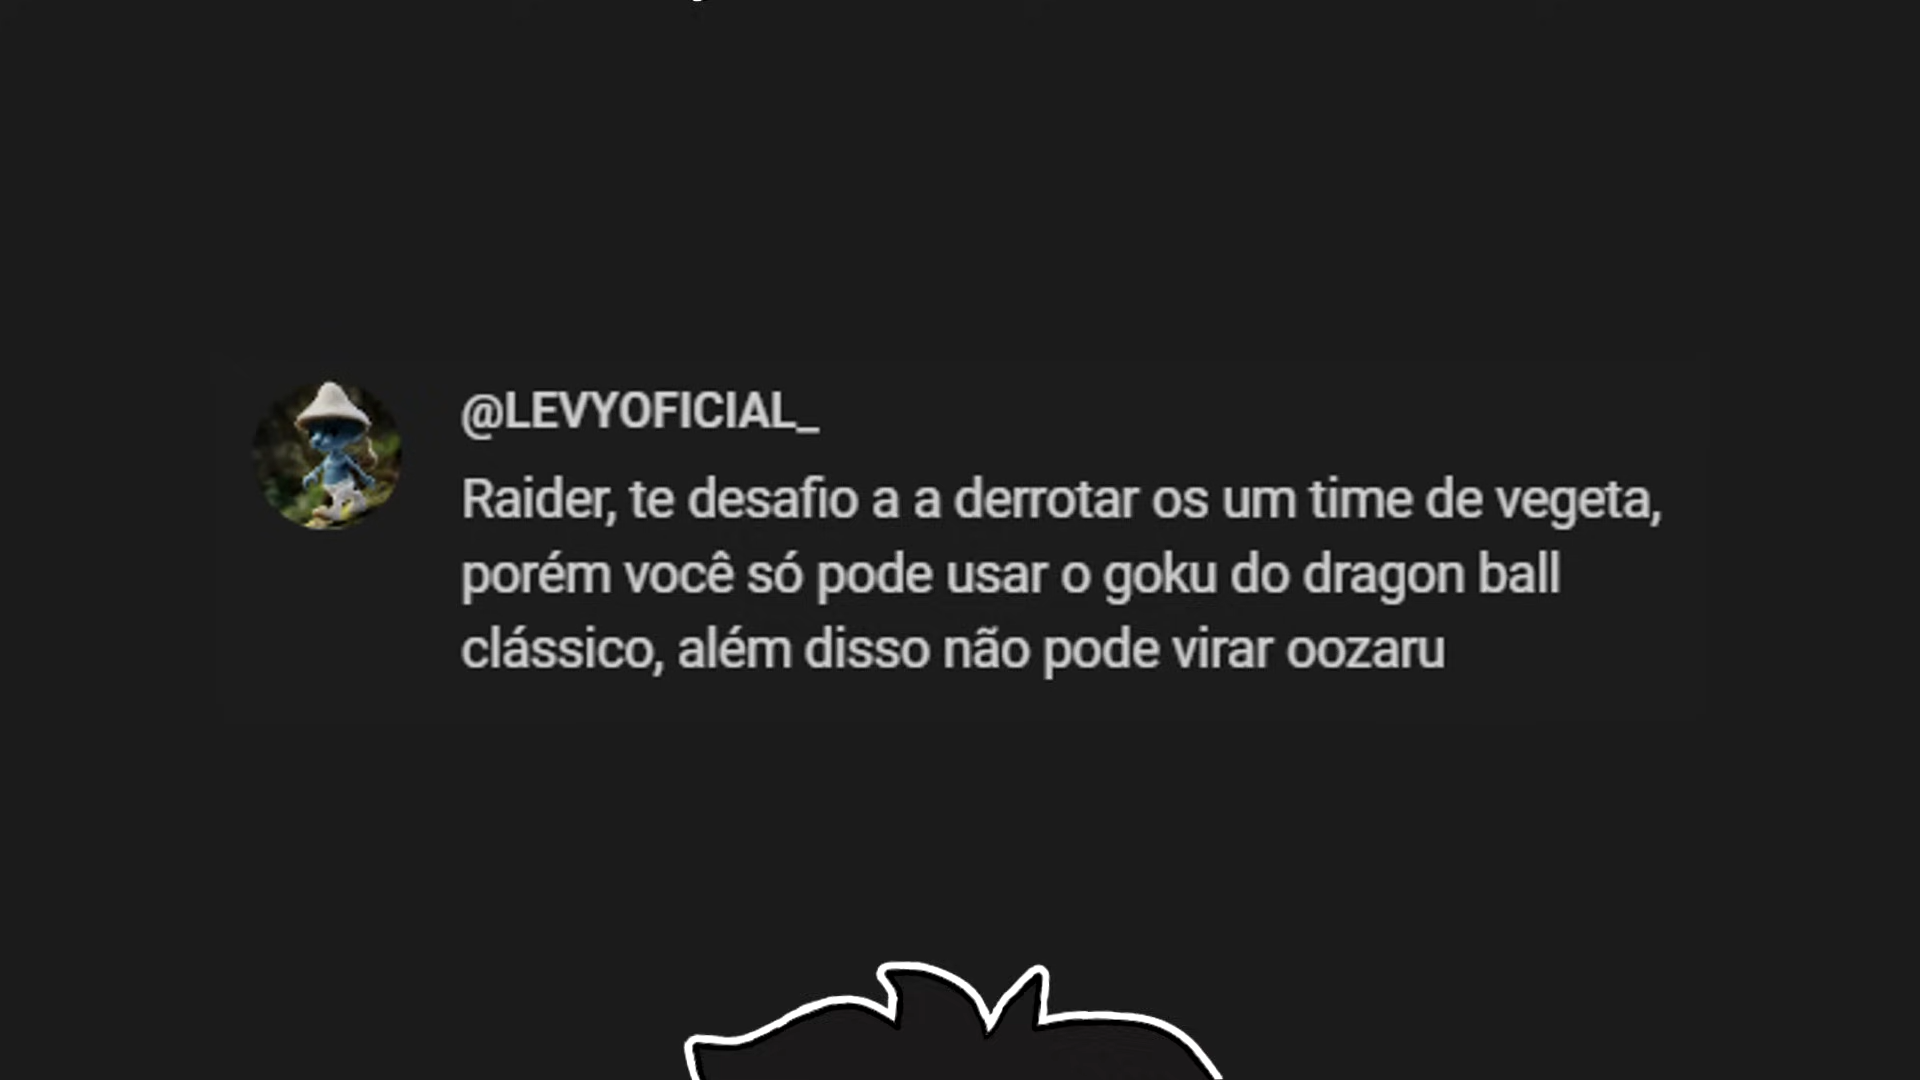 @LEVYOFICIAL_
Raider, te desafio a a derrotar os um time de vegeta,
porém você só pode usar o goku do dragon ball
clássico, além disso não pode virar oozaru